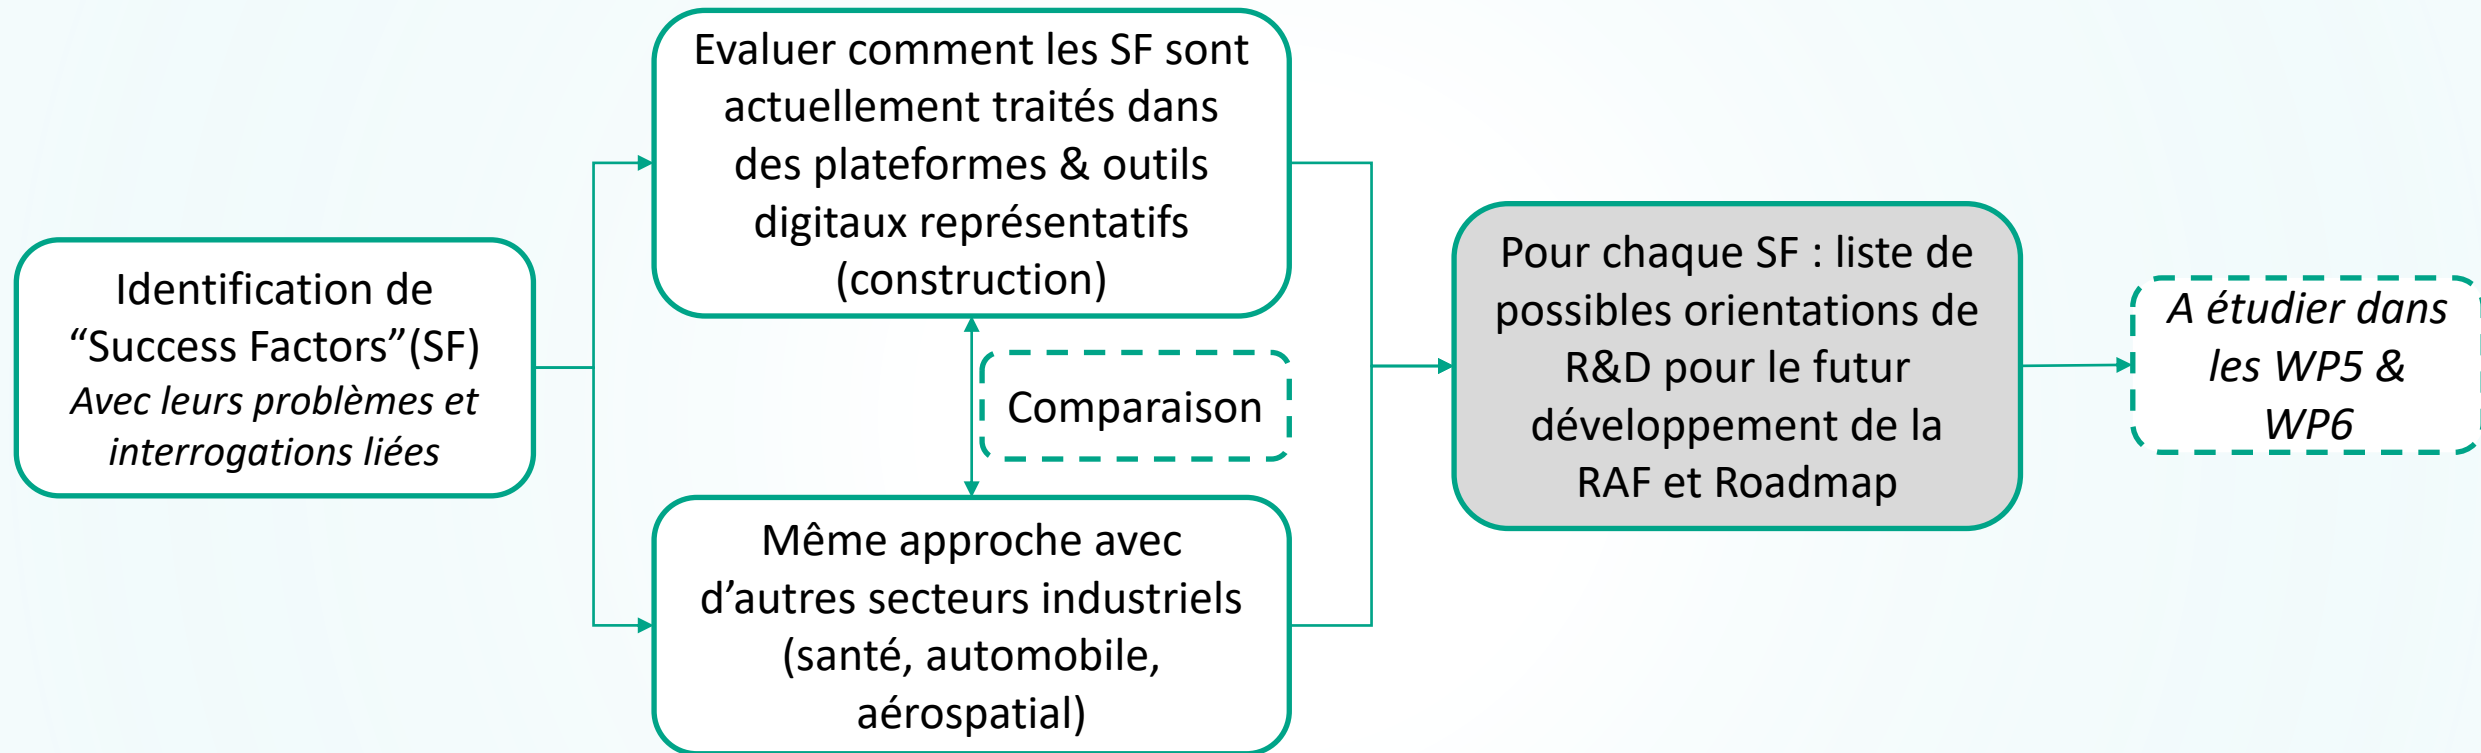 Identification de
“Success Factors”(SF)
Avec leurs problèmes et
interrogations liées
Evaluer comment les SF sont
actuellement traités dans
des plateformes & outils
digitaux représentatifs
(construction)
Comparaison
Même approche avec
d’autres secteurs industriels
(santé, automobile,
aérospatial)
Pour chaque SF : liste de
possibles orientations de
R&D pour le futur
développement de la
RAF et Roadmap
A étudier dans
les WP5 &
WP6